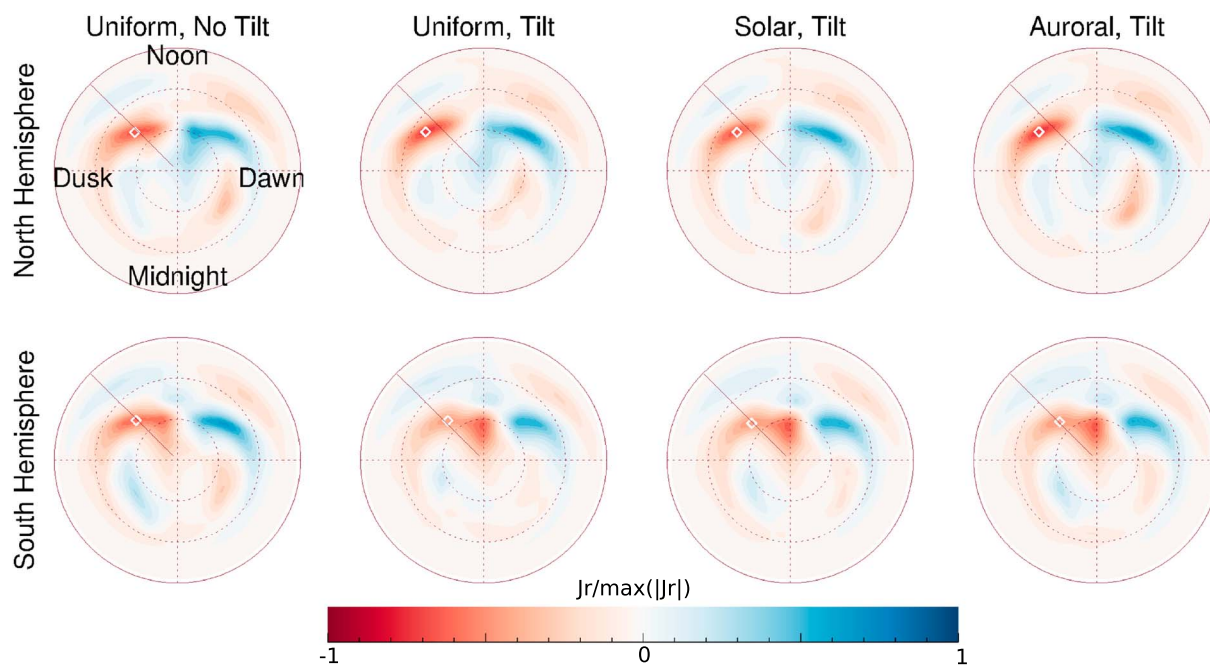 Uniform, No Tilt
Uniform, Tilt
Solar, Tilt
Auroral, Tilt
North Hemisphere
Noon
Dusk
Dawn
Midnight
South Hemisphere
Jr/max(|Jr|)
-1
0
1